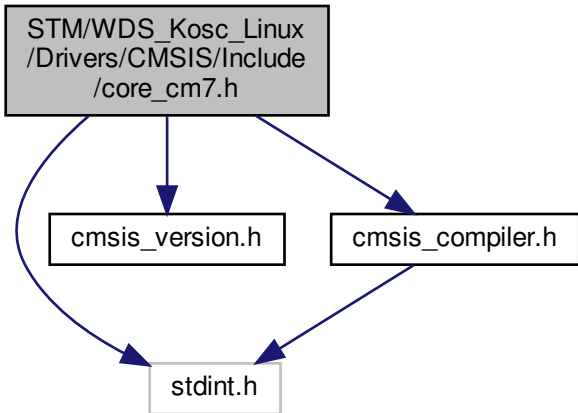 STM/WDS_Kosc_Linux
/Drivers/CMSIS/Include
/core_cm7.h
cmsis_version.h
cmsis_compiler.h
stdint.h